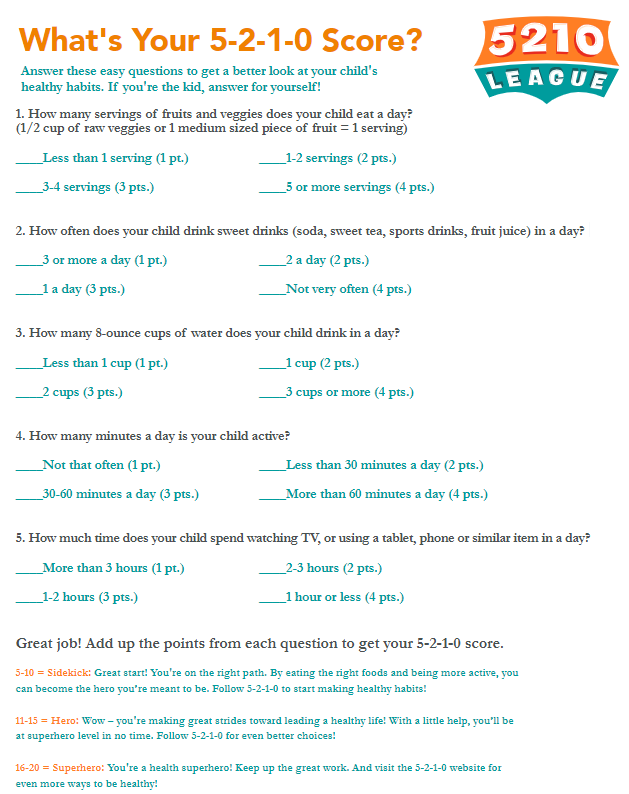 What's Your 5-2-1-0 Score?
5210
LEAGUE
Answer these easy questions to get a better look at your child's
healthy habits. If you're the kid, answer for yourself!
1. How many servings of fruits and veggies does your child eat a day?
(1/2 cup of raw veggies or 1 medium sized piece of fruit = 1 serving)
____Less than 1 serving (1 pt.) ____1-2 servings (2 pts.)
____3-4 servings (3 pts.) ____5 or more servings (4 pts.)
2. How often does your child drink sweet drinks (soda, sweet tea, sports drinks, fruit juice) in a day?
____3 or more a day (1 pt.) ____2 a day (2 pts.)
____1 a day (3 pts.) ____Not very often (4 pts.)
3. How many 8-ounce cups of water does your child drink in a day?
____Less than 1 cup (1 pt.) ____1 cup (2 pts.)
____2 cups (3 pts.) ____3 cups or more (4 pts.)
4. How many minutes a day is your child active?
____Not that often (1 pt.) ____Less than 30 minutes a day (2 pts.)
____30-60 minutes a day (3 pts.) ____More than 60 minutes a day (4 pts.)
5. How much time does your child spend watching TV, or using a tablet, phone or similar item in a day?
____More than 3 hours (1 pt.) ____2-3 hours (2 pts.)
____1-2 hours (3 pts.) ____1 hour or less (4 pts.)
Great job! Add up the points from each question to get your 5-2-1-0 score.
5-10 = Sidekick: Great start! You're on the right path. By eating the right foods and being more active, you
can become the hero you're meant to be. Follow 5-2-1-0 to start making healthy habits!
11-15 = Hero: Wow – you're making great strides toward leading a healthy life! With a little help, you'll be
at superhero level in no time. Follow 5-2-1-0 for even better choices!
16-20 = Superhero: You're a health superhero! Keep up the great work. And visit the 5-2-1-0 website for
even more ways to be healthy!